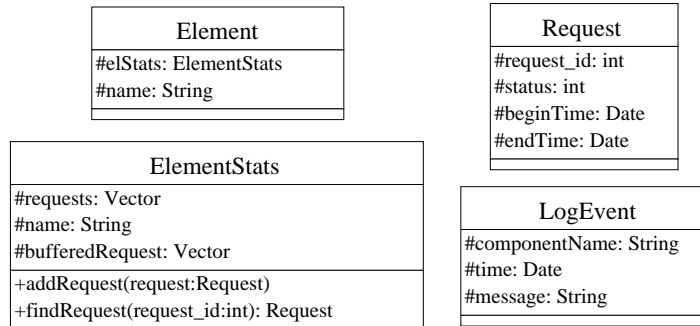 Element
#elStats: ElementStats
#name: String
Request
#request_id: int
#status: int
#beginTime: Date
#endTime: Date
ElementStats
#requests: Vector
#name: String
#bufferedRequest: Vector
+addRequest(request:Request)
+findRequest(request_id:int): Request
LogEvent
#componentName: String
#time: Date
#message: String